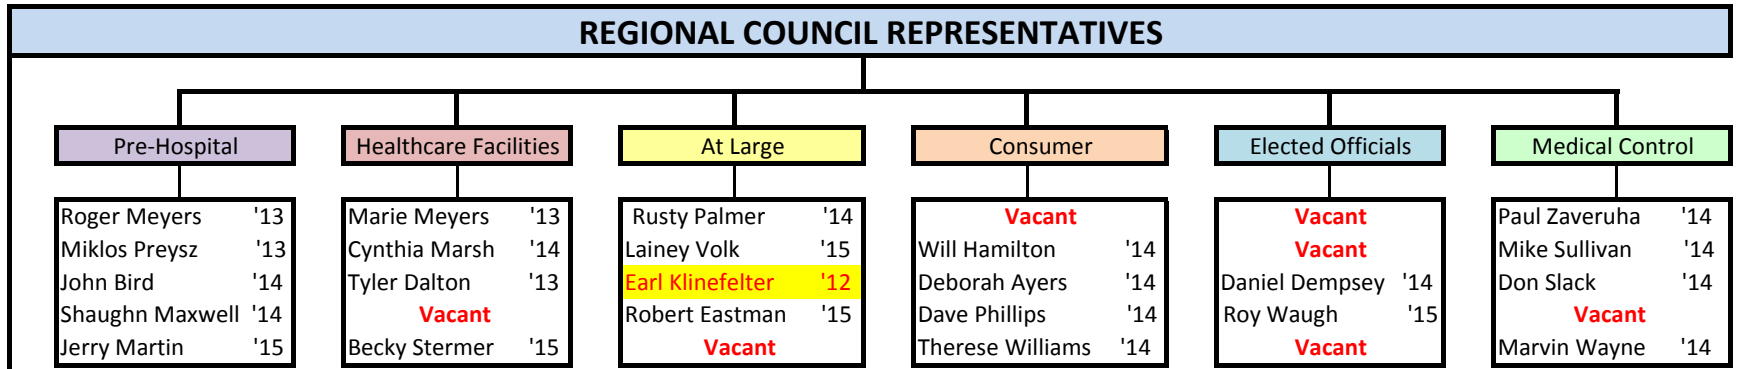 REGIONAL COUNCIL REPRESENTATIVES
Pre-Hospital
Healthcare Facilities
At Large
Consumer
Elected Officials
Medical Control
Roger Meyers '13
Miklos Preysz '13
John Bird '14
Shaughn Maxwell '14
Jerry Martin '15
Marie Meyers '13
Cynthia Marsh '14
Tyler Dalton '13
Vacant
Becky Stermer '15
Rusty Palmer '14
Lainey Volk '15
Earl Klinefelter '12
Robert Eastman '15
Vacant
Vacant
Will Hamilton '14
Deborah Ayers '14
Dave Phillips '14
Therese Williams '14
Vacant
Vacant
Daniel Dempsey '14
Roy Waugh '15
Vacant
Paul Zaveruha '14
Mike Sullivan '14
Don Slack '14
Vacant
Marvin Wayne '14